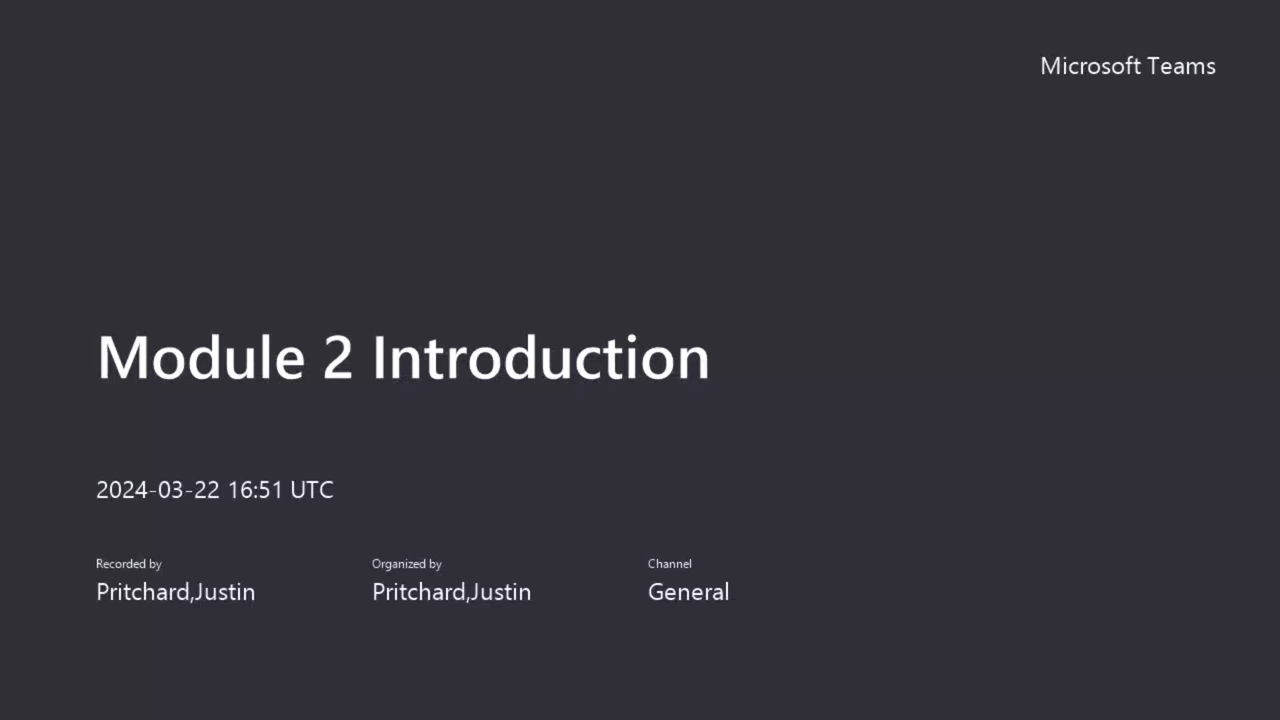 Microsoft Teams
Module 2 Introduction
2024-03-22 16:51 UTC
Recorded by
Pritchard,Justin
Organized by
Pritchard,Justin
Channel
General